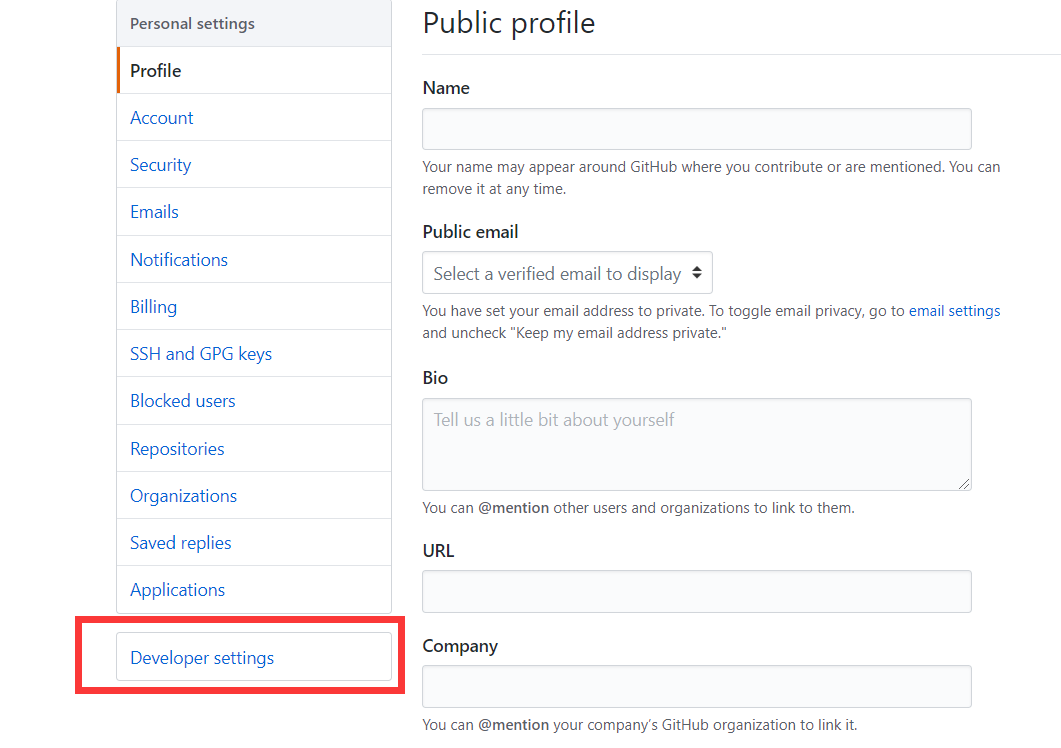 Personal settings
Profile
Account
Security
Emails
Notifications
Billing
SSH and GPG keys
Blocked users
Repositories
Organizations
Saved replies
Applications
Developer settings
Public profile
Name
Your name may appear around GitHub where you contribute or are mentioned. You can
remove it at any time.
Public email
Select a verified email to display
You have set your email address to private. To toggle email privacy, go to email settings
and uncheck "Keep my email address private."
Bio
Tell us a little bit about yourself
You can @mention other users and organizations to link to them.
URL
Company
You can @mention your company's GitHub organization to link it.